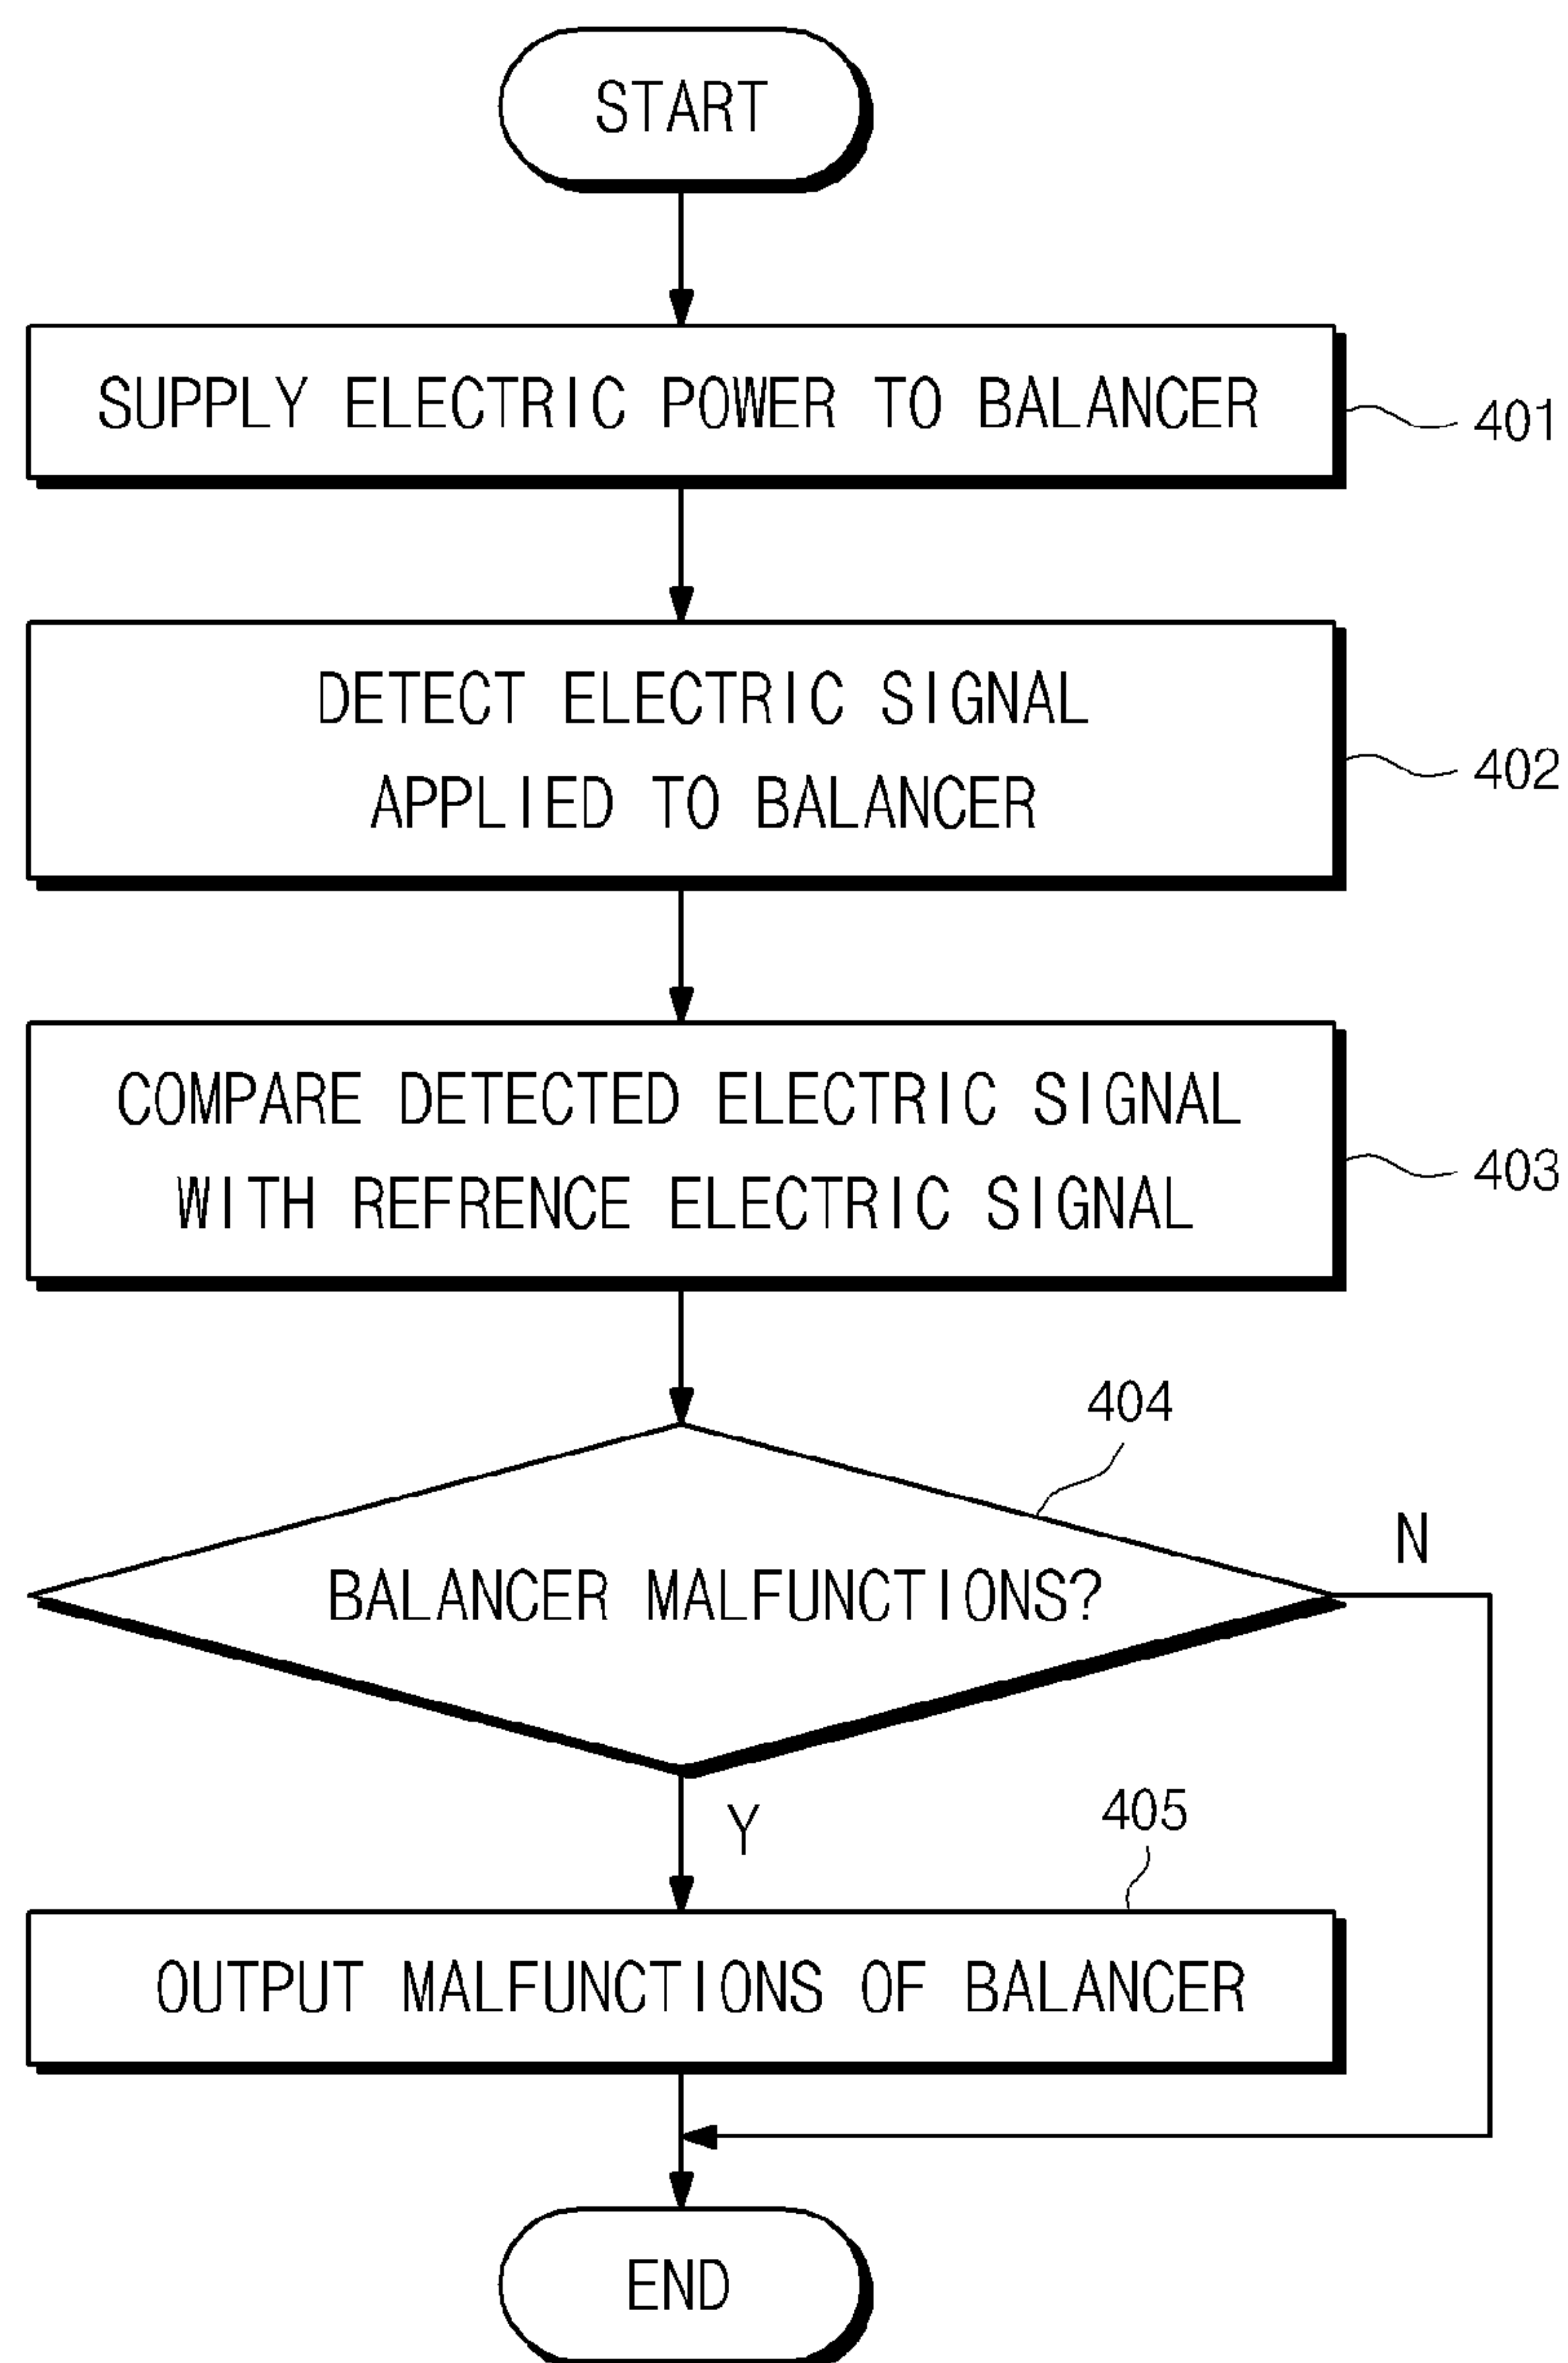 START
SUPPLY ELECTRIC POWER TO BALANCER
401
DETECT ELECTRIC SIGNAL
APPLIED TO BALANCER
402
COMPARE DETECTED ELECTRIC SIGNAL
WITH REFRENCE ELECTRIC SIGNAL
403
404
BALANCER MALFUNCTIONS?
N
Y
405
OUTPUT MALFUNCTIONS OF BALANCER
END